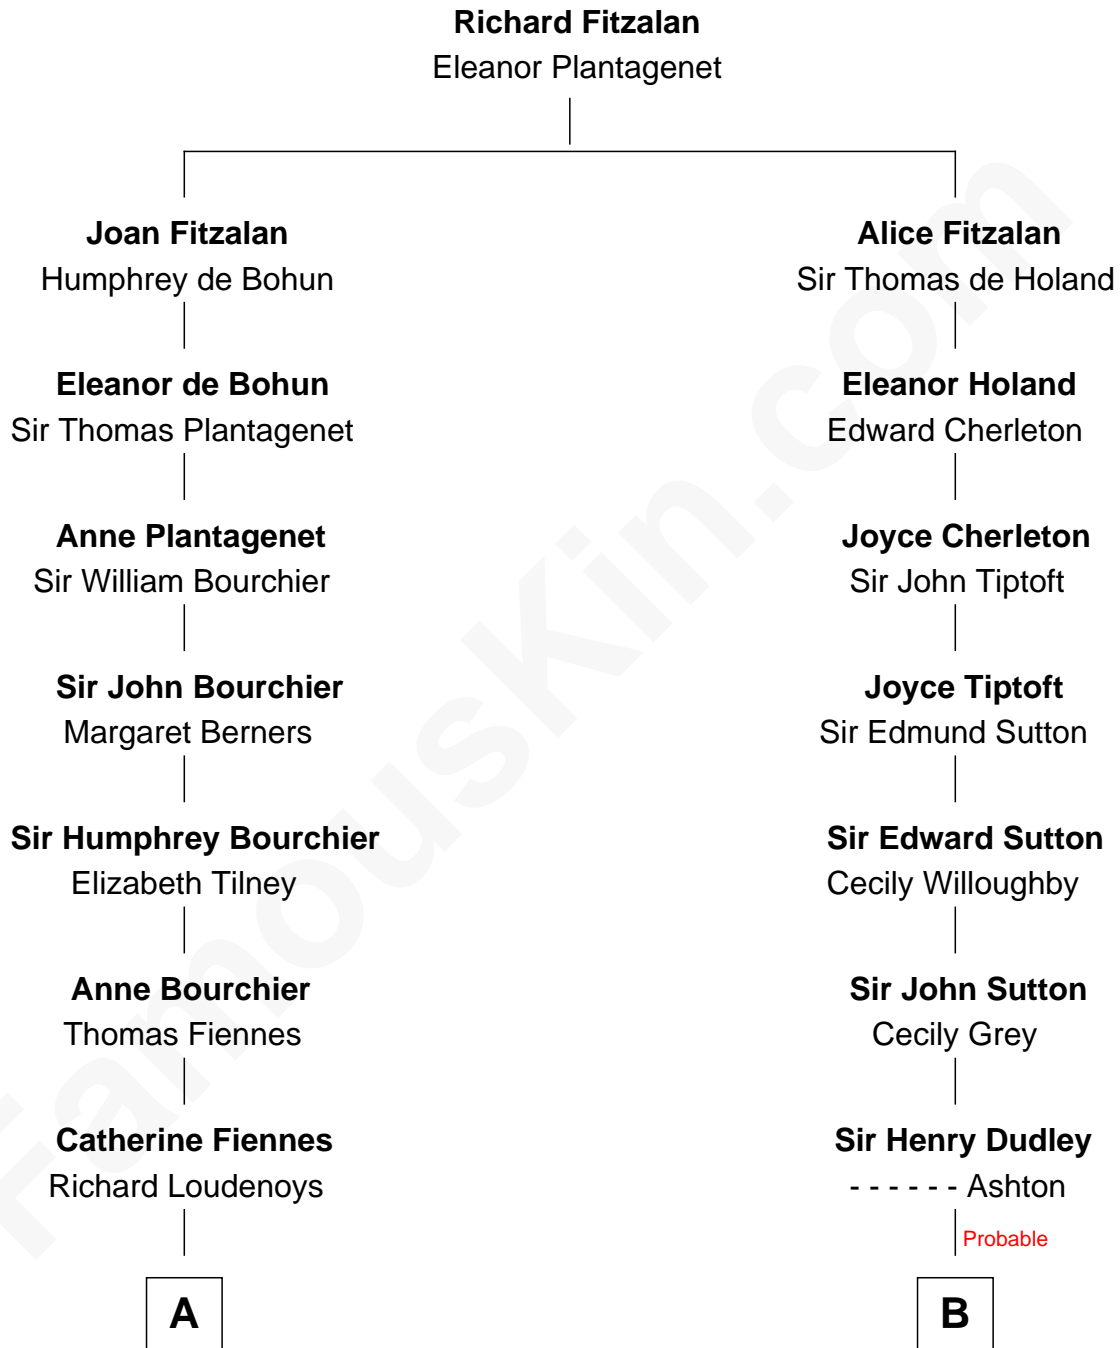 Richard Fitzalan
Eleanor Plantagenet
Joan Fitzalan
Humphrey de Bohun
Alice Fitzalan
Sir Thomas de Holand
Eleanor de Bohun
Sir Thomas Plantagenet
Eleanor Holand
Edward Cherleton
Anne Plantagenet
Sir William Bourchier
Joyce Cherleton
Sir John Tiptoft
Sir John Bourchier
Margaret Berners
Joyce Tiptoft
Sir Edmund Sutton
Sir Humphrey Bourchier
Elizabeth Tilney
Sir Edward Sutton
Cecily Willoughby
Anne Bourchier
Thomas Fiennes
Sir John Sutton
Cecily Grey
Catherine Fiennes
Richard Loudenoys
Sir Henry Dudley
- - - - - - Ashton
Probable
A
B
FamousKin.com